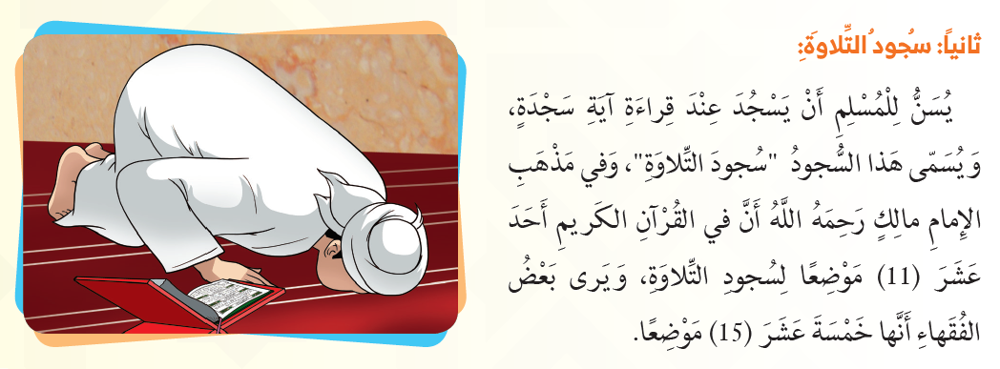 ثانياً: سُجودُ التِّلاوَةِ:
يُسَنُّ لِلْمُسْلِمِ أَنْ يَسْجُدَ عِنْدَ قِراءَةِ آيَةِ سَجْدَةٍ،
وَيُسَمّى هَذا السُّجودُ "سُجودَ التِّلاوَةِ"، وَفي مَذْهَبِ
الإِمامِ مالِكٍ رَحِمَهُ اللَّهُ أَنَّ في القُرْآنِ الكَريمِ أَحَدَ
عَشَرَ (11) مَوْضِعًا لِسُجودِ التِّلاوَةِ، وَيَرى بَعْضُ
الفُقَهاءِ أَنَّها خَمْسَةَ عَشَرَ (15) مَوْضِعًا.